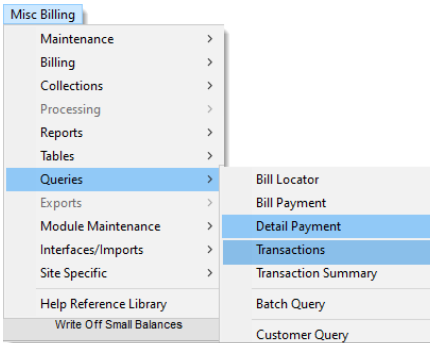 Misc Billing
Maintenance
Billing
Collections
Processing
Reports
Tables
Queries
Exports
Module Maintenance
Interfaces/Imports
Site Specific
Help Reference Library
Write Off Small Balances
Bill Locator
Bill Payment
Detail Payment
Transactions
Transaction Summary
Batch Query
Customer Query